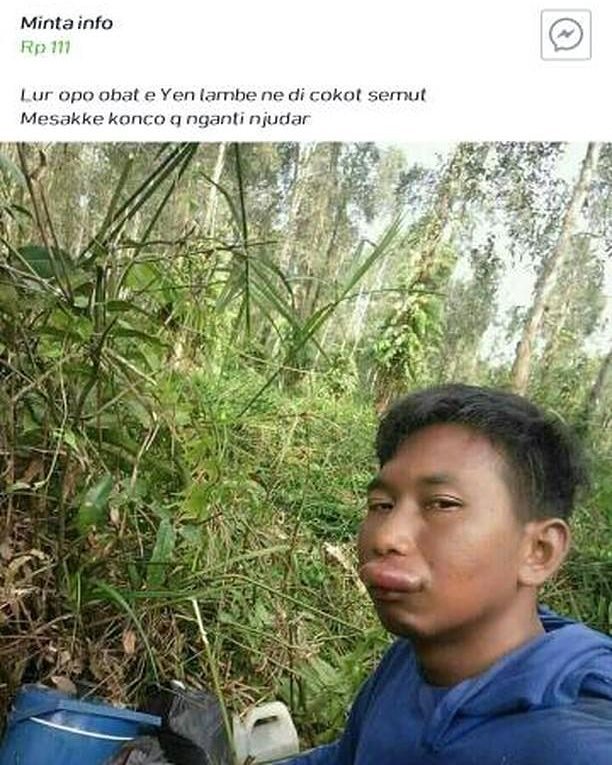 Minta info
Rp 111
Lur opo obat e Yen lambe ne di cokot semut
Mesakke konco q nganti njudar